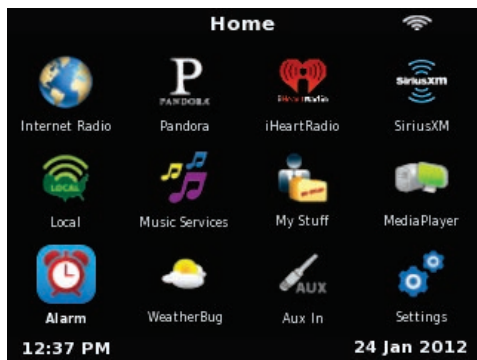 Home
P
PANDORA
iHeartRadio
SiriusXM
Internet Radio
Pandora
iHeartRadio
SiriusXM
LOCAL
Local
Music Services
My Stuff
MediaPlayer
AUX
Alarm
WeatherBug
Aux In
Settings
12:37 PM
24 Jan 2012